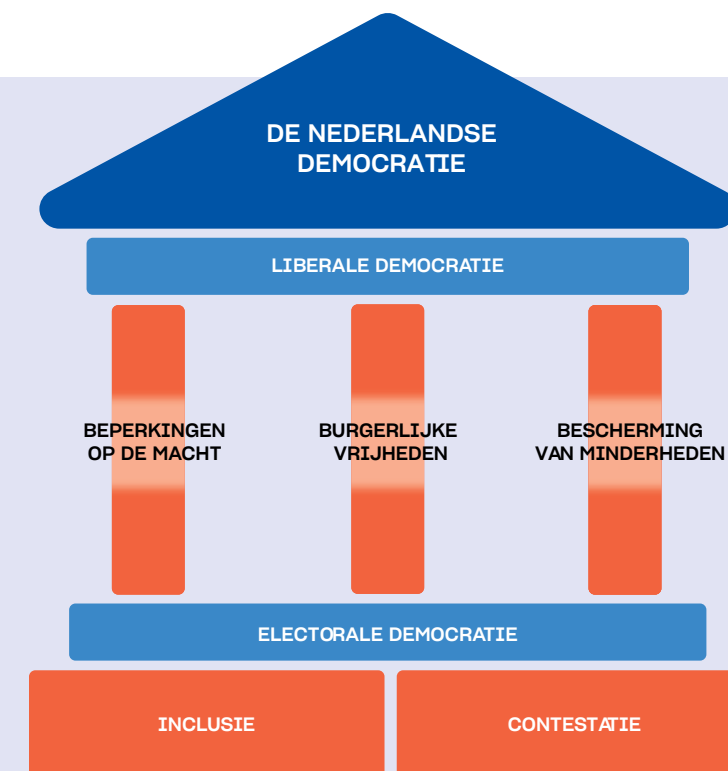 DE NEDERLANDSE
DEMOCRATIE
LIBERALE DEMOCRATIE
BEPERKINGEN
OP DE MACHT
BURGERLIJKE
VRIJHEDEN
BESCHERMING
VAN MINDERHEDEN
ELECTORALE DEMOCRATIE
INCLUSIE
CONTESTATIE